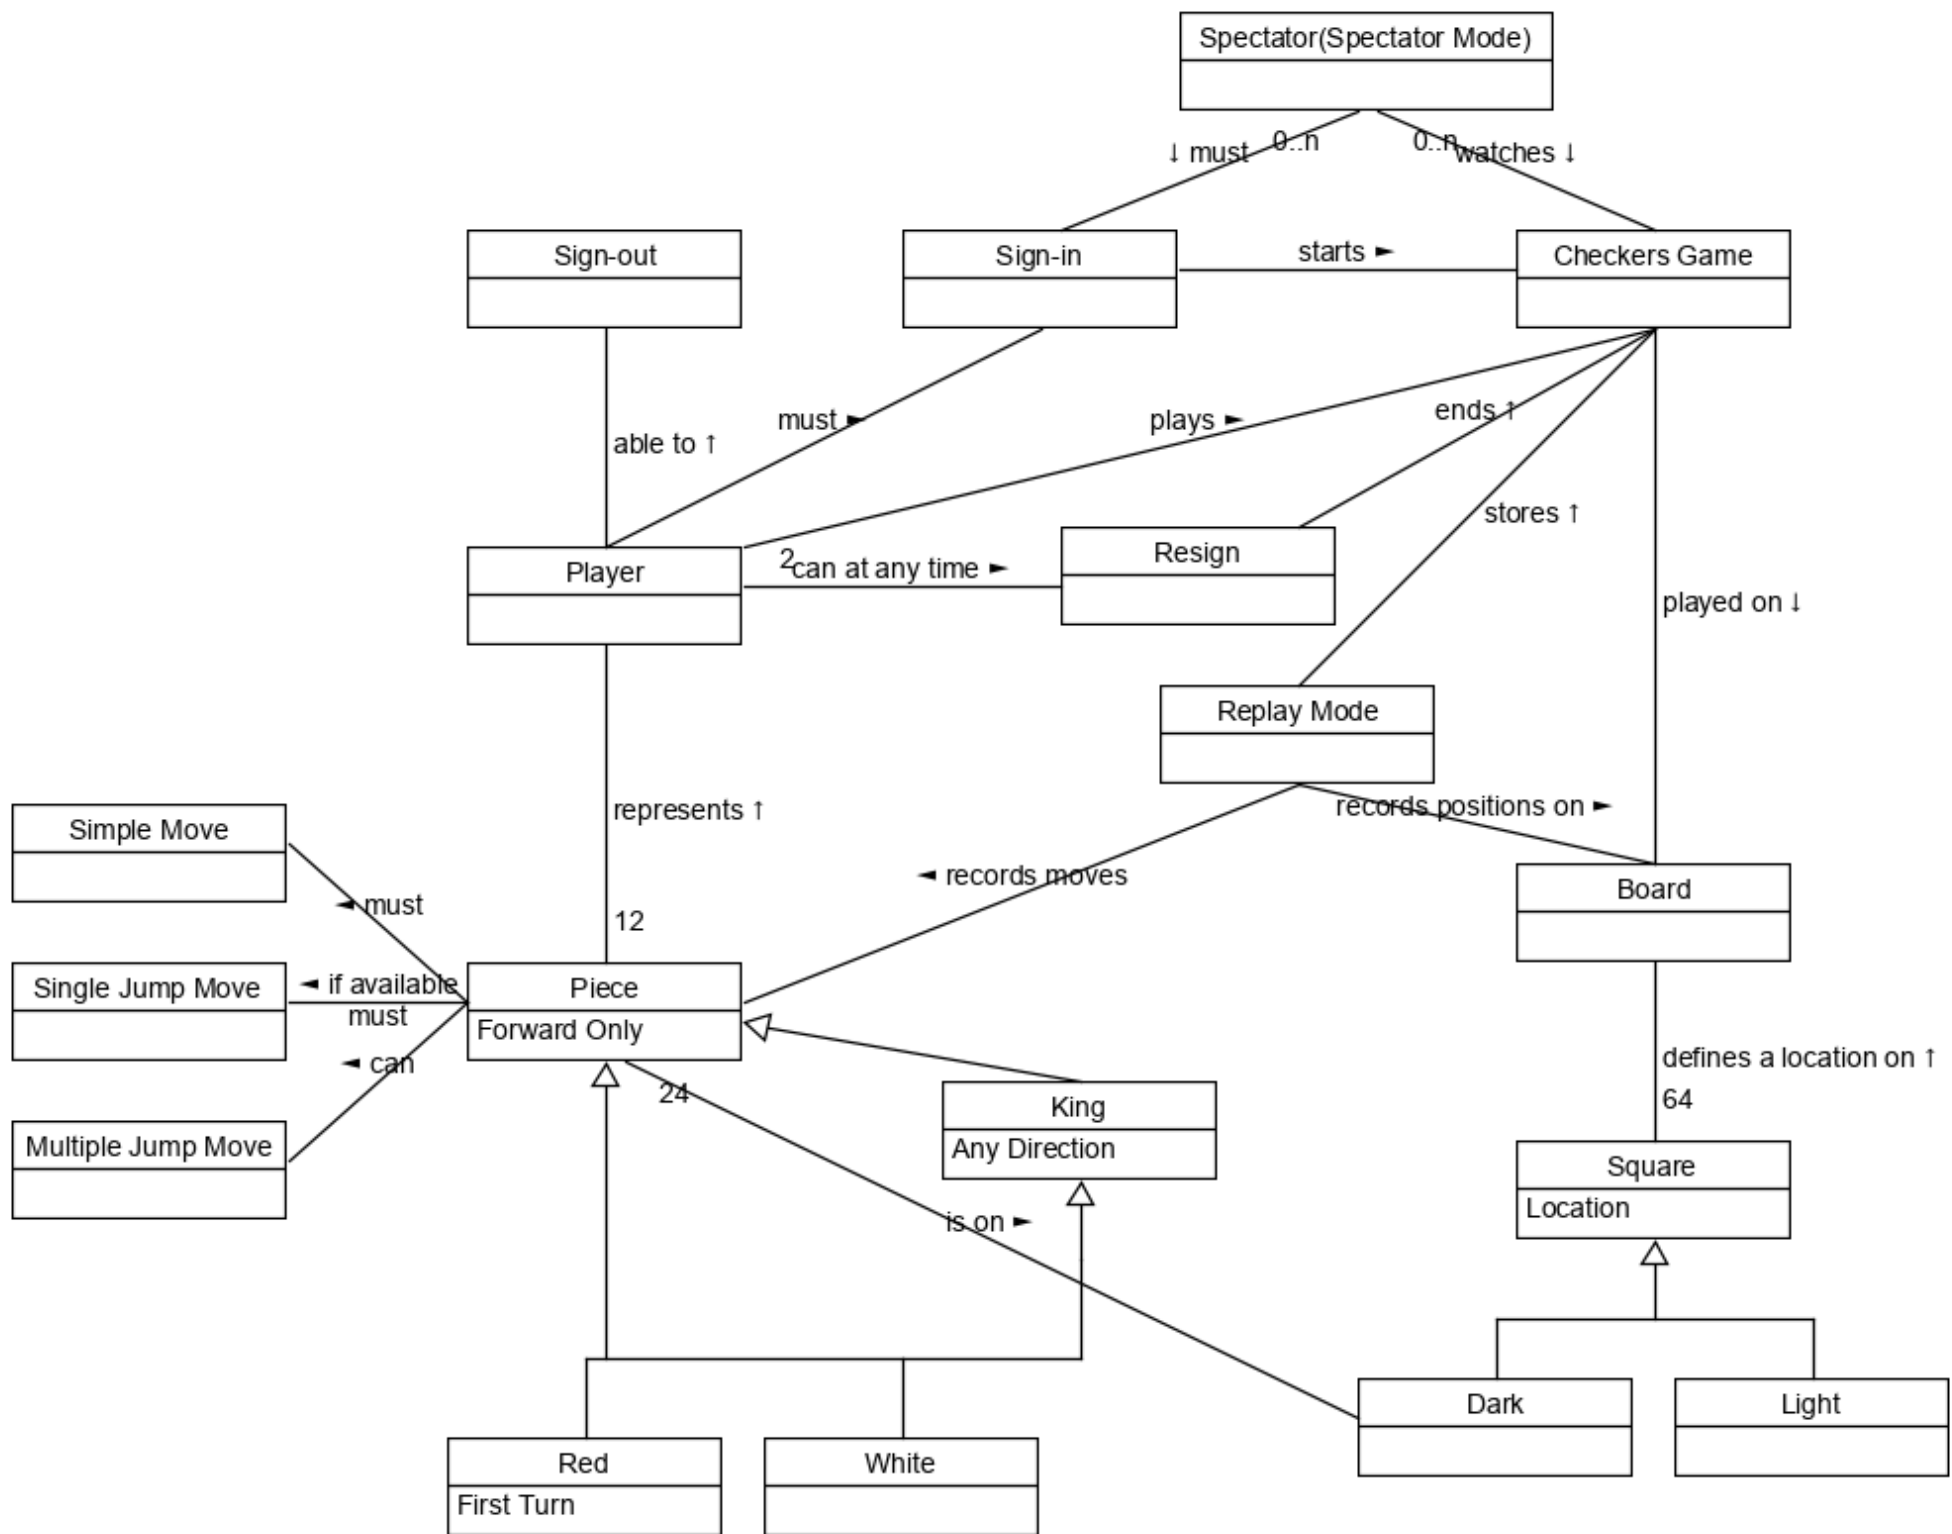 Spectator(Spectator Mode)
↓ must
0..n
0..n
watches ↓
Sign-out
Sign-in
starts ►
Checkers Game
able to ↑
must ►
plays ►
ends ↑
stores ↑
played on ↓
Player
2
can at any time ►
Resign
Replay Mode
represents ↑
records positions on ►
◄ records moves
12
Simple Move
◄ must
Board
Single Jump Move
◄ if available
must
◄ can
Piece
Forward Only
24
King
Any Direction
defines a location on ↑
64
Multiple Jump Move
Square
Location
is on ►
Dark
Light
Red
First Turn
White